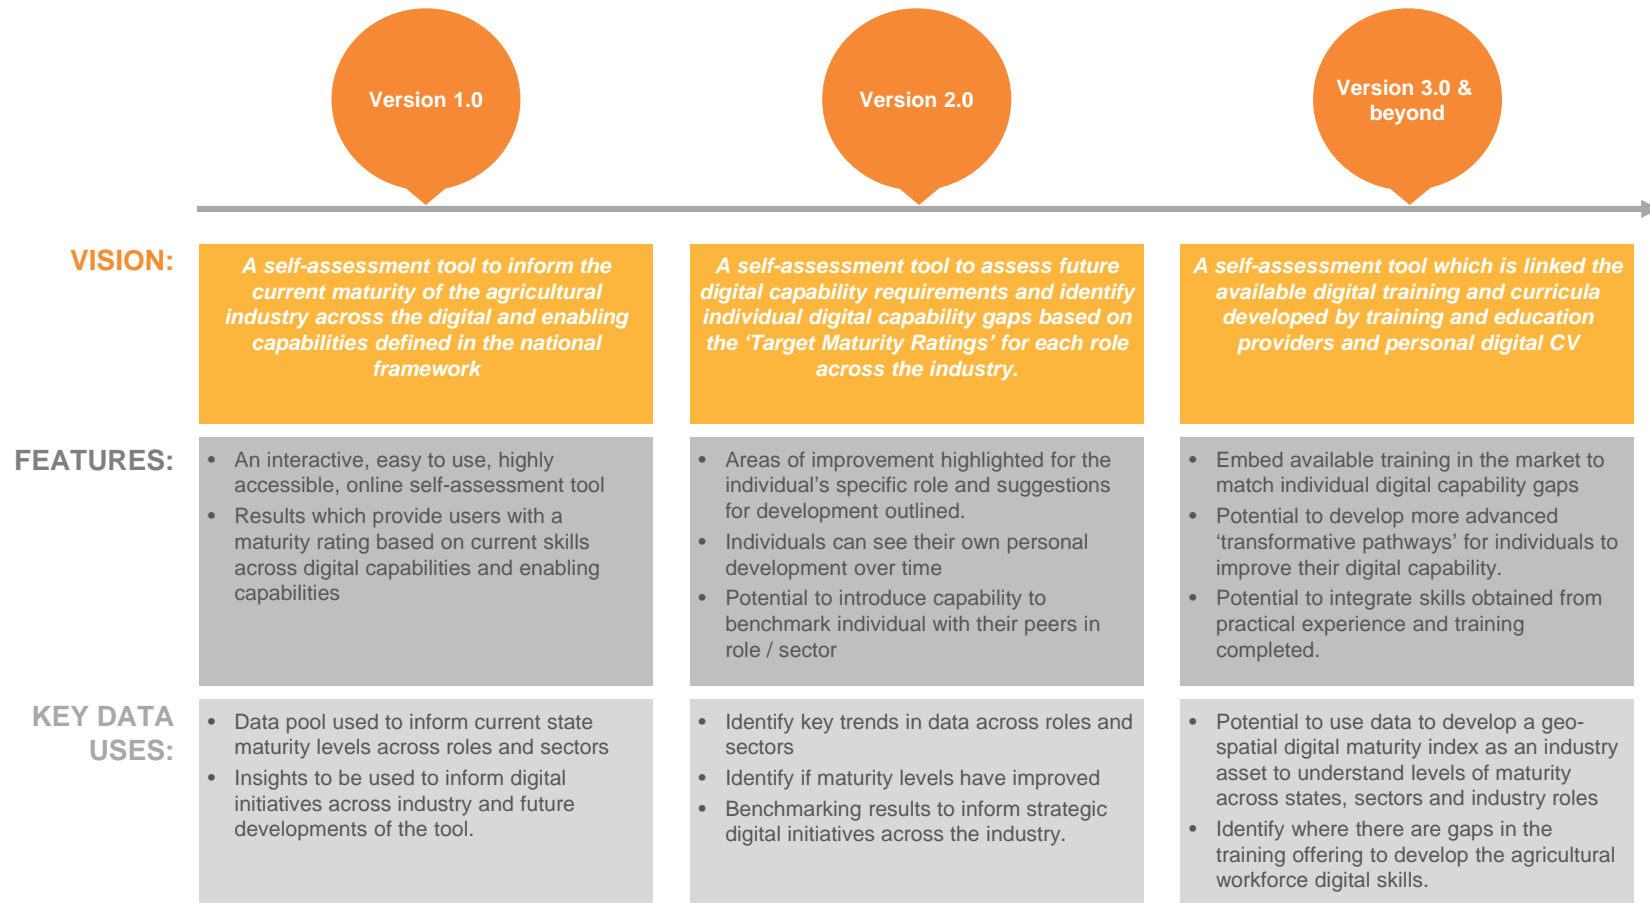 Version 1.0
Version 2.0
Version 3.0 &
beyond
VISION:
A self-assessment tool to inform the
current maturity of the agricultural
industry across the digital and enabling
capabilities defined in the national
framework
A self-assessment tool to assess future
digital capability requirements and identify
individual digital capability gaps based on
the ‘Target Maturity Ratings’ for each role
across the industry.
A self-assessment tool which is linked the
available digital training and curricula
developed by training and education
providers and personal digital CV
FEATURES:
• An interactive, easy to use, highly
accessible, online self-assessment tool
• Results which provide users with a
maturity rating based on current skills
across digital capabilities and enabling
capabilities
• Areas of improvement highlighted for the
individual’s specific role and suggestions
for development outlined.
• Individuals can see their own personal
development over time
• Potential to introduce capability to
benchmark individual with their peers in
role / sector
• Embed available training in the market to
match individual digital capability gaps
• Potential to develop more advanced
‘transformative pathways’ for individuals to
improve their digital capability.
• Potential to integrate skills obtained from
practical experience and training
completed.
KEY DATA
USES:
• Data pool used to inform current state
maturity levels across roles and sectors
• Insights to be used to inform digital
initiatives across industry and future
developments of the tool.
• Identify key trends in data across roles and
sectors
• Identify if maturity levels have improved
• Benchmarking results to inform strategic
digital initiatives across the industry.
• Potential to use data to develop a geo-
spatial digital maturity index as an industry
asset to understand levels of maturity
across states, sectors and industry roles
• Identify where there are gaps in the
training offering to develop the agricultural
workforce digital skills.